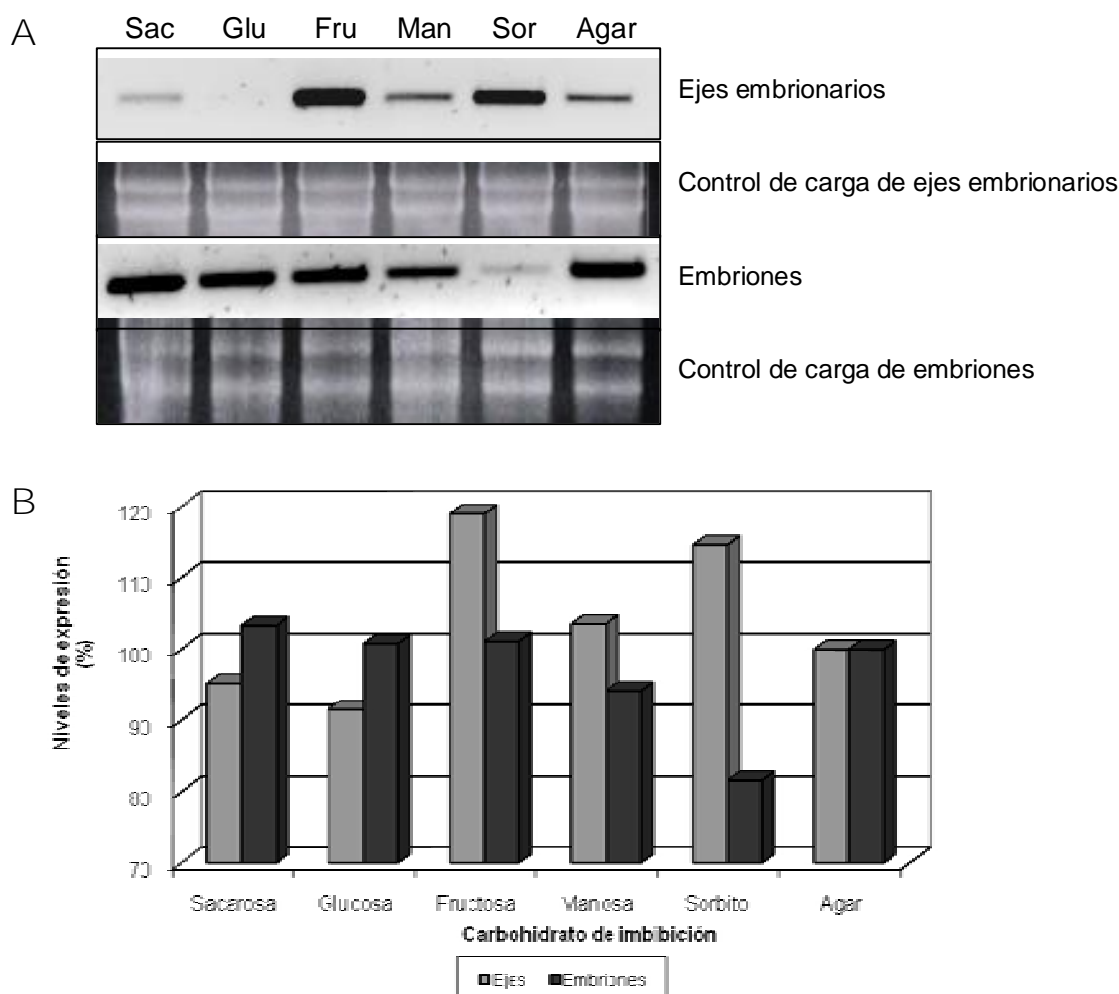 A
Sac Glu Fru Man Sor Agar
Ejes embrionarios
Control de carga de ejes embrionarios
Embriones
Control de carga de embriones
B
Niveles de expresión
(%)
120
110
100
90
80
70
Sacarosa Glucosa Fructosa Manosa Sorbito Agar
Carbohidrato de imbibición
Ejes Embriones